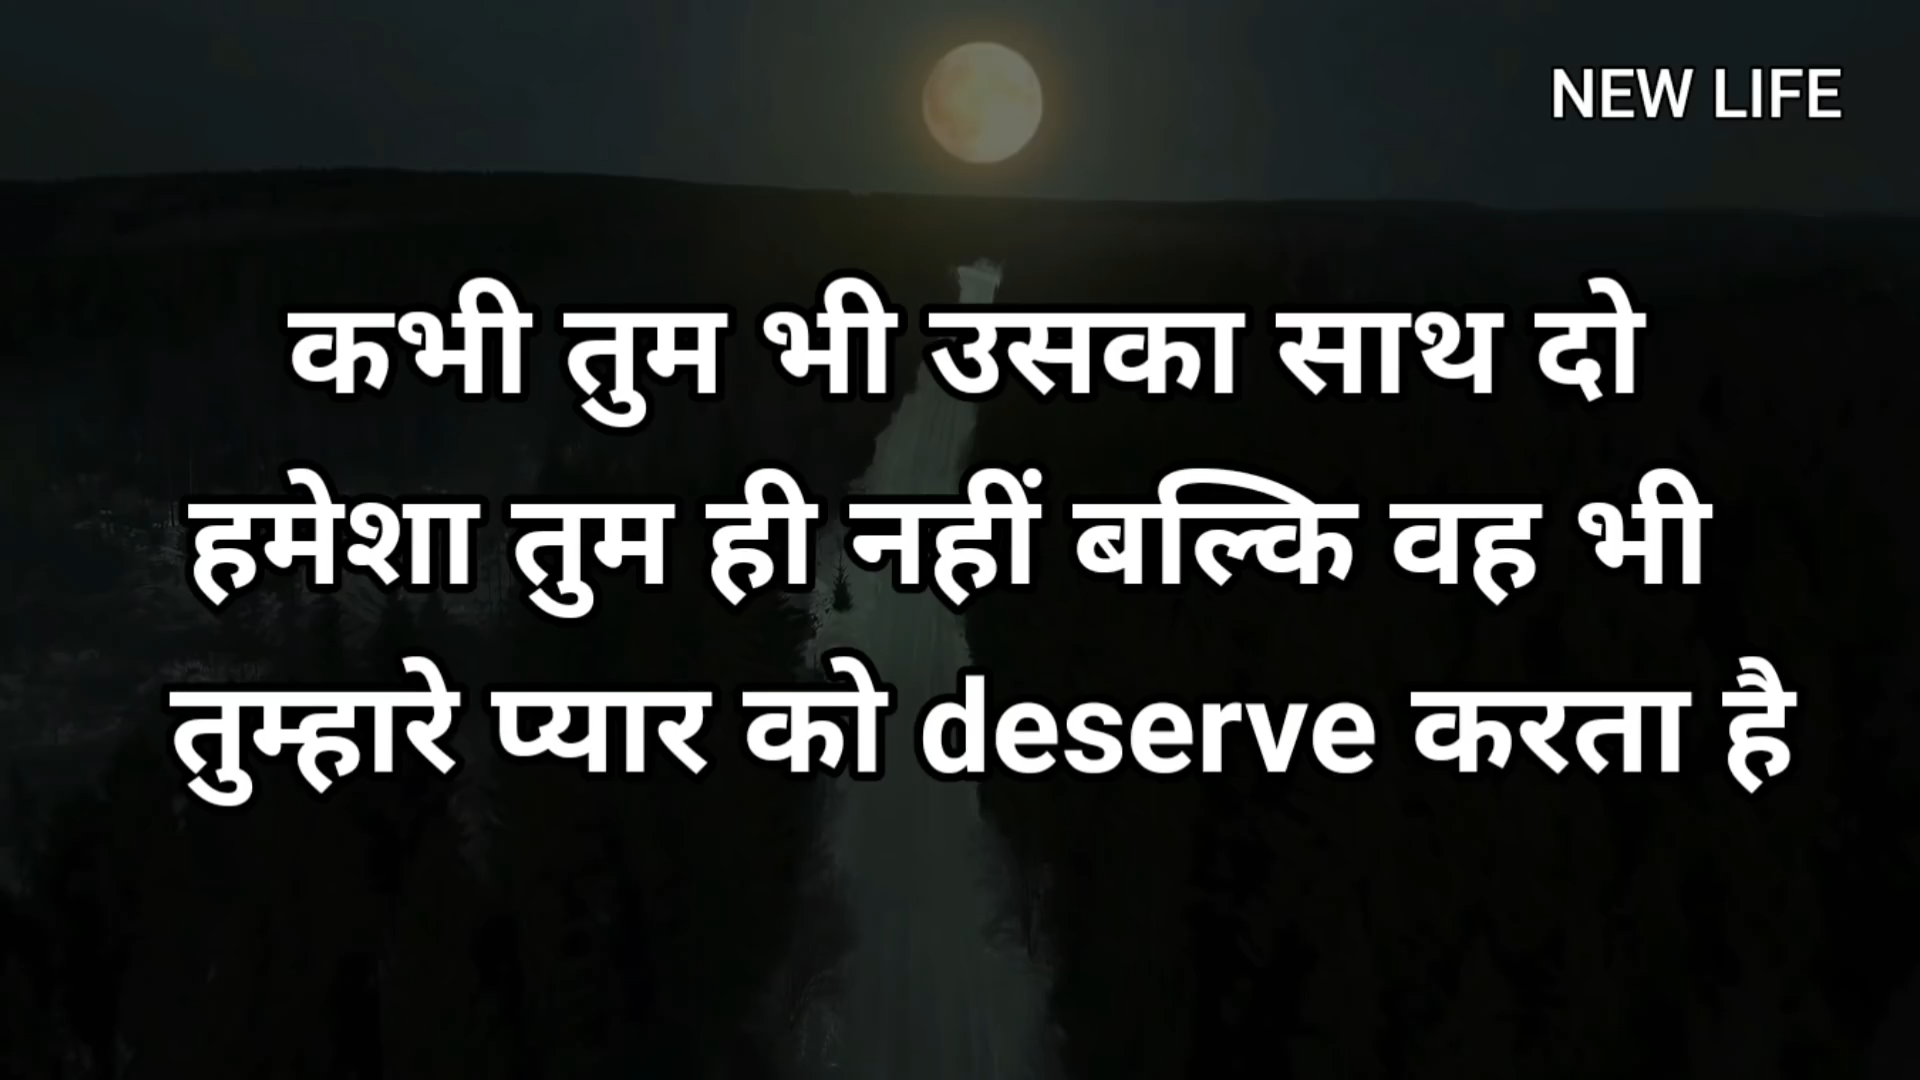 NEW LIFE
कभी तुम भी उसका साथ दो
हमेशा तुम ही नहीं बल्कि वह भी
तुम्हारे प्यार को deserve करता है